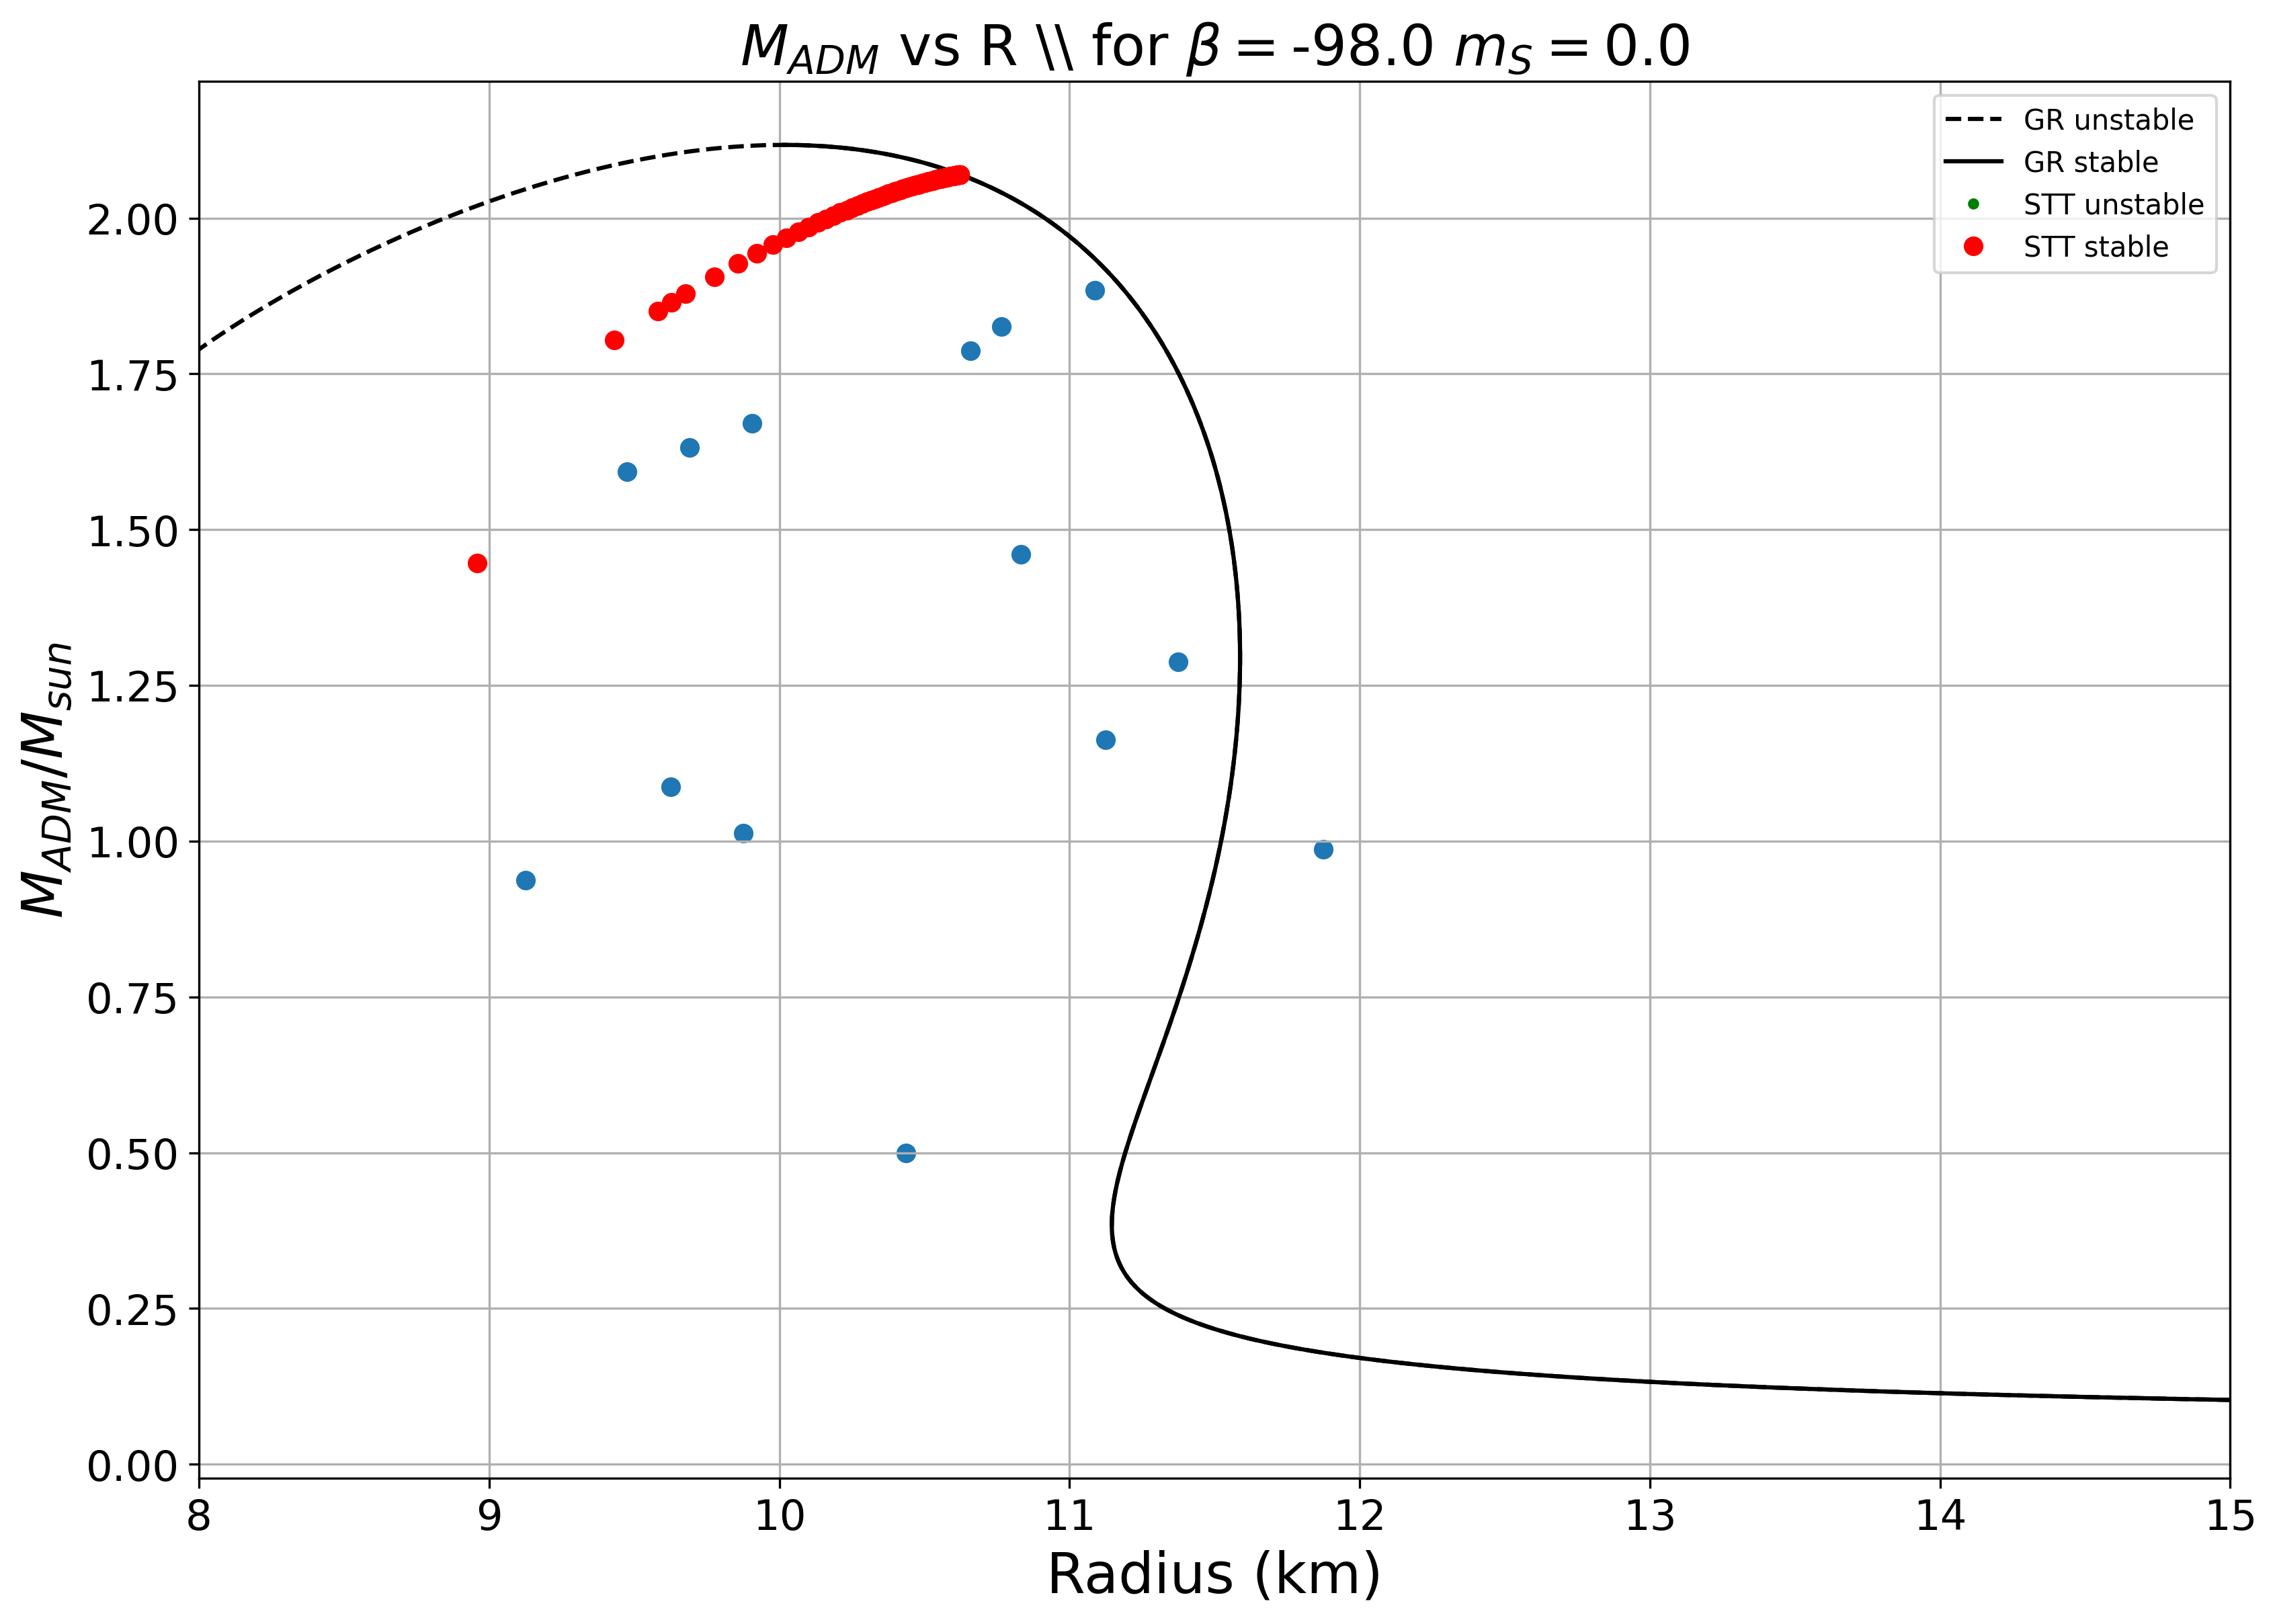 M_ADM vs R \\ for β = -98.0 m_S = 0.0
GR unstable
GR stable
STT unstable
STT stable
M_ADM/M_sun
2.00
1.75
1.50
1.25
1.00
0.75
0.50
0.25
0.00
8 9 10 11 12 13 14 15
Radius (km)